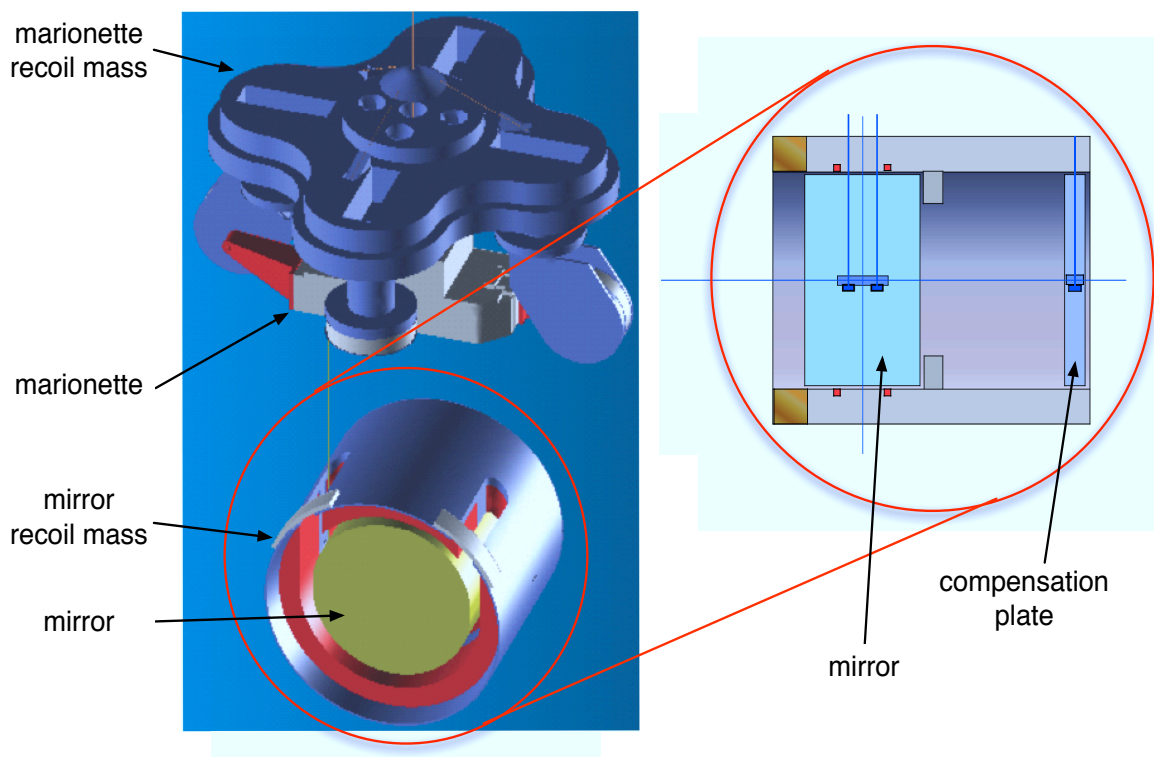 marionette
recoil mass
marionette
mirror
recoil mass
mirror
compensation
plate
mirror